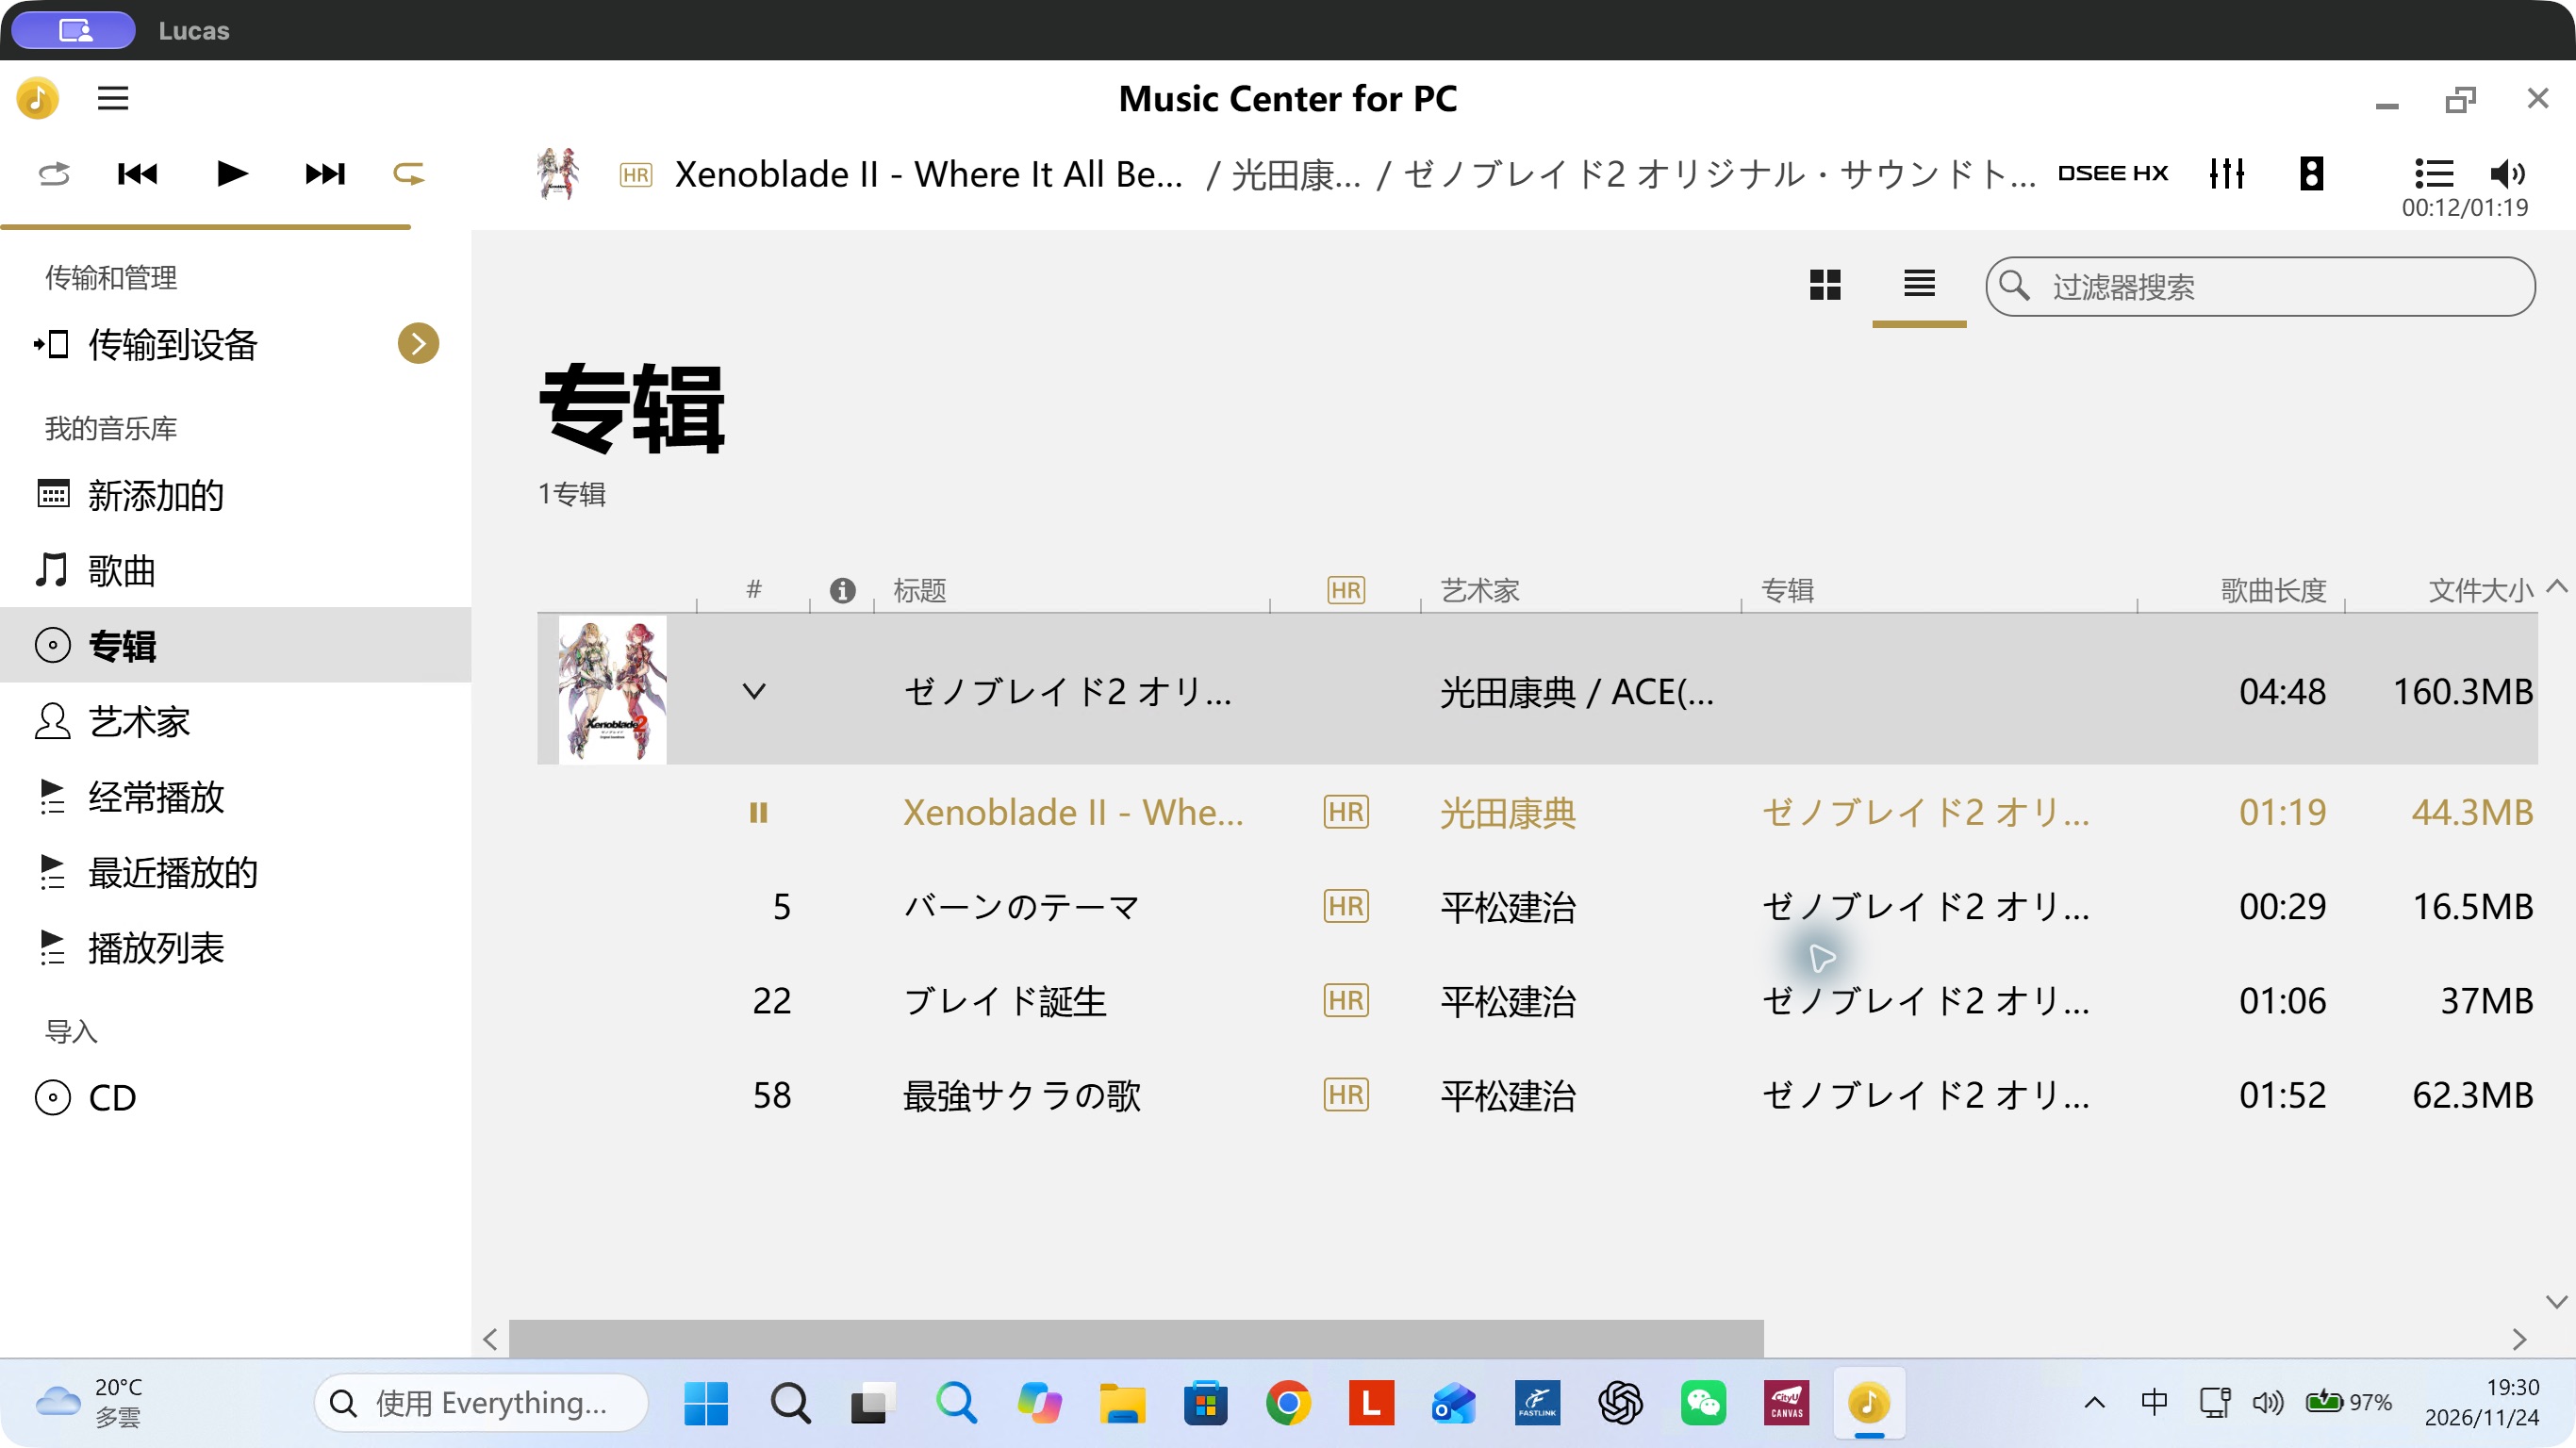 Lucas
Music Center for PC
HR Xenoblade II - Where It All Be... / 光田康... / ゼノブレイド2 オリジナル・サウンドト... DSEE HX
00:12/01:19
传输和管理
传输到设备
我的音乐库
新添加的
歌曲
专辑
艺术家
经常播放
最近播放的
播放列表
导入
CD
过滤器搜索
专辑
1专辑
# 标题 HR 艺术家 专辑 歌曲长度 文件大小
Xenoblade2
ゼノブレイド2 オリ... 光田康典 / ACE(... 04:48 160.3MB
Xenoblade II - Whe... HR 光田康典 ゼノブレイド2 オリ... 01:19 44.3MB
5 バーンのテーマ HR 平松建治 ゼノブレイド2 オリ... 00:29 16.5MB
22 ブレイド誕生 HR 平松建治 ゼノブレイド2 オリ... 01:06 37MB
58 最強サクラの歌 HR 平松建治 ゼノブレイド2 オリ... 01:52 62.3MB
20°C
多雲
使用 Everything...
L
FASTLINK
CityU
CANVAS
中
97%
19:30
2026/11/24